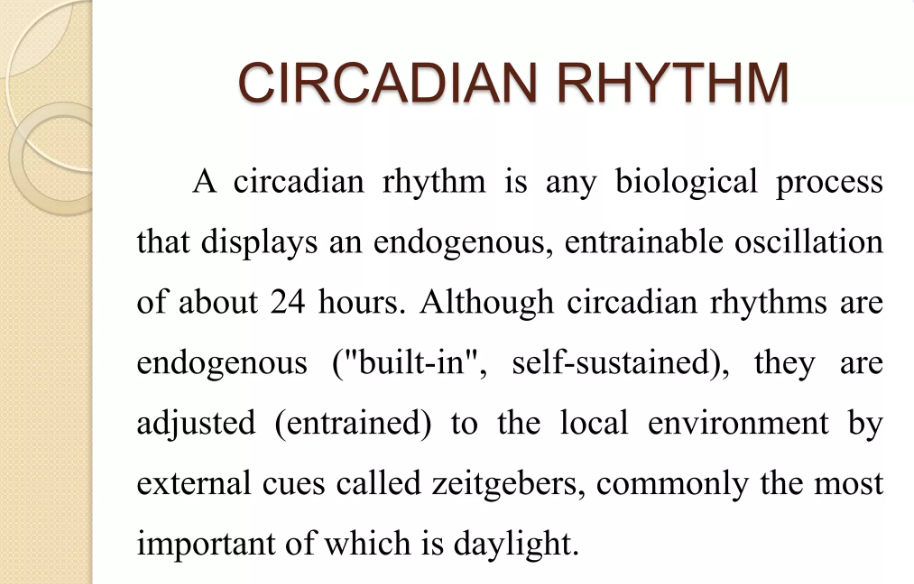 CIRCADIAN RHYTHM
A circadian rhythm is any biological process
that displays an endogenous, entrainable oscillation
of about 24 hours. Although circadian rhythms are
endogenous ("built-in", self-sustained), they are
adjusted (entrained) to the local environment by
external cues called zeitgebers, commonly the most
important of which is daylight.